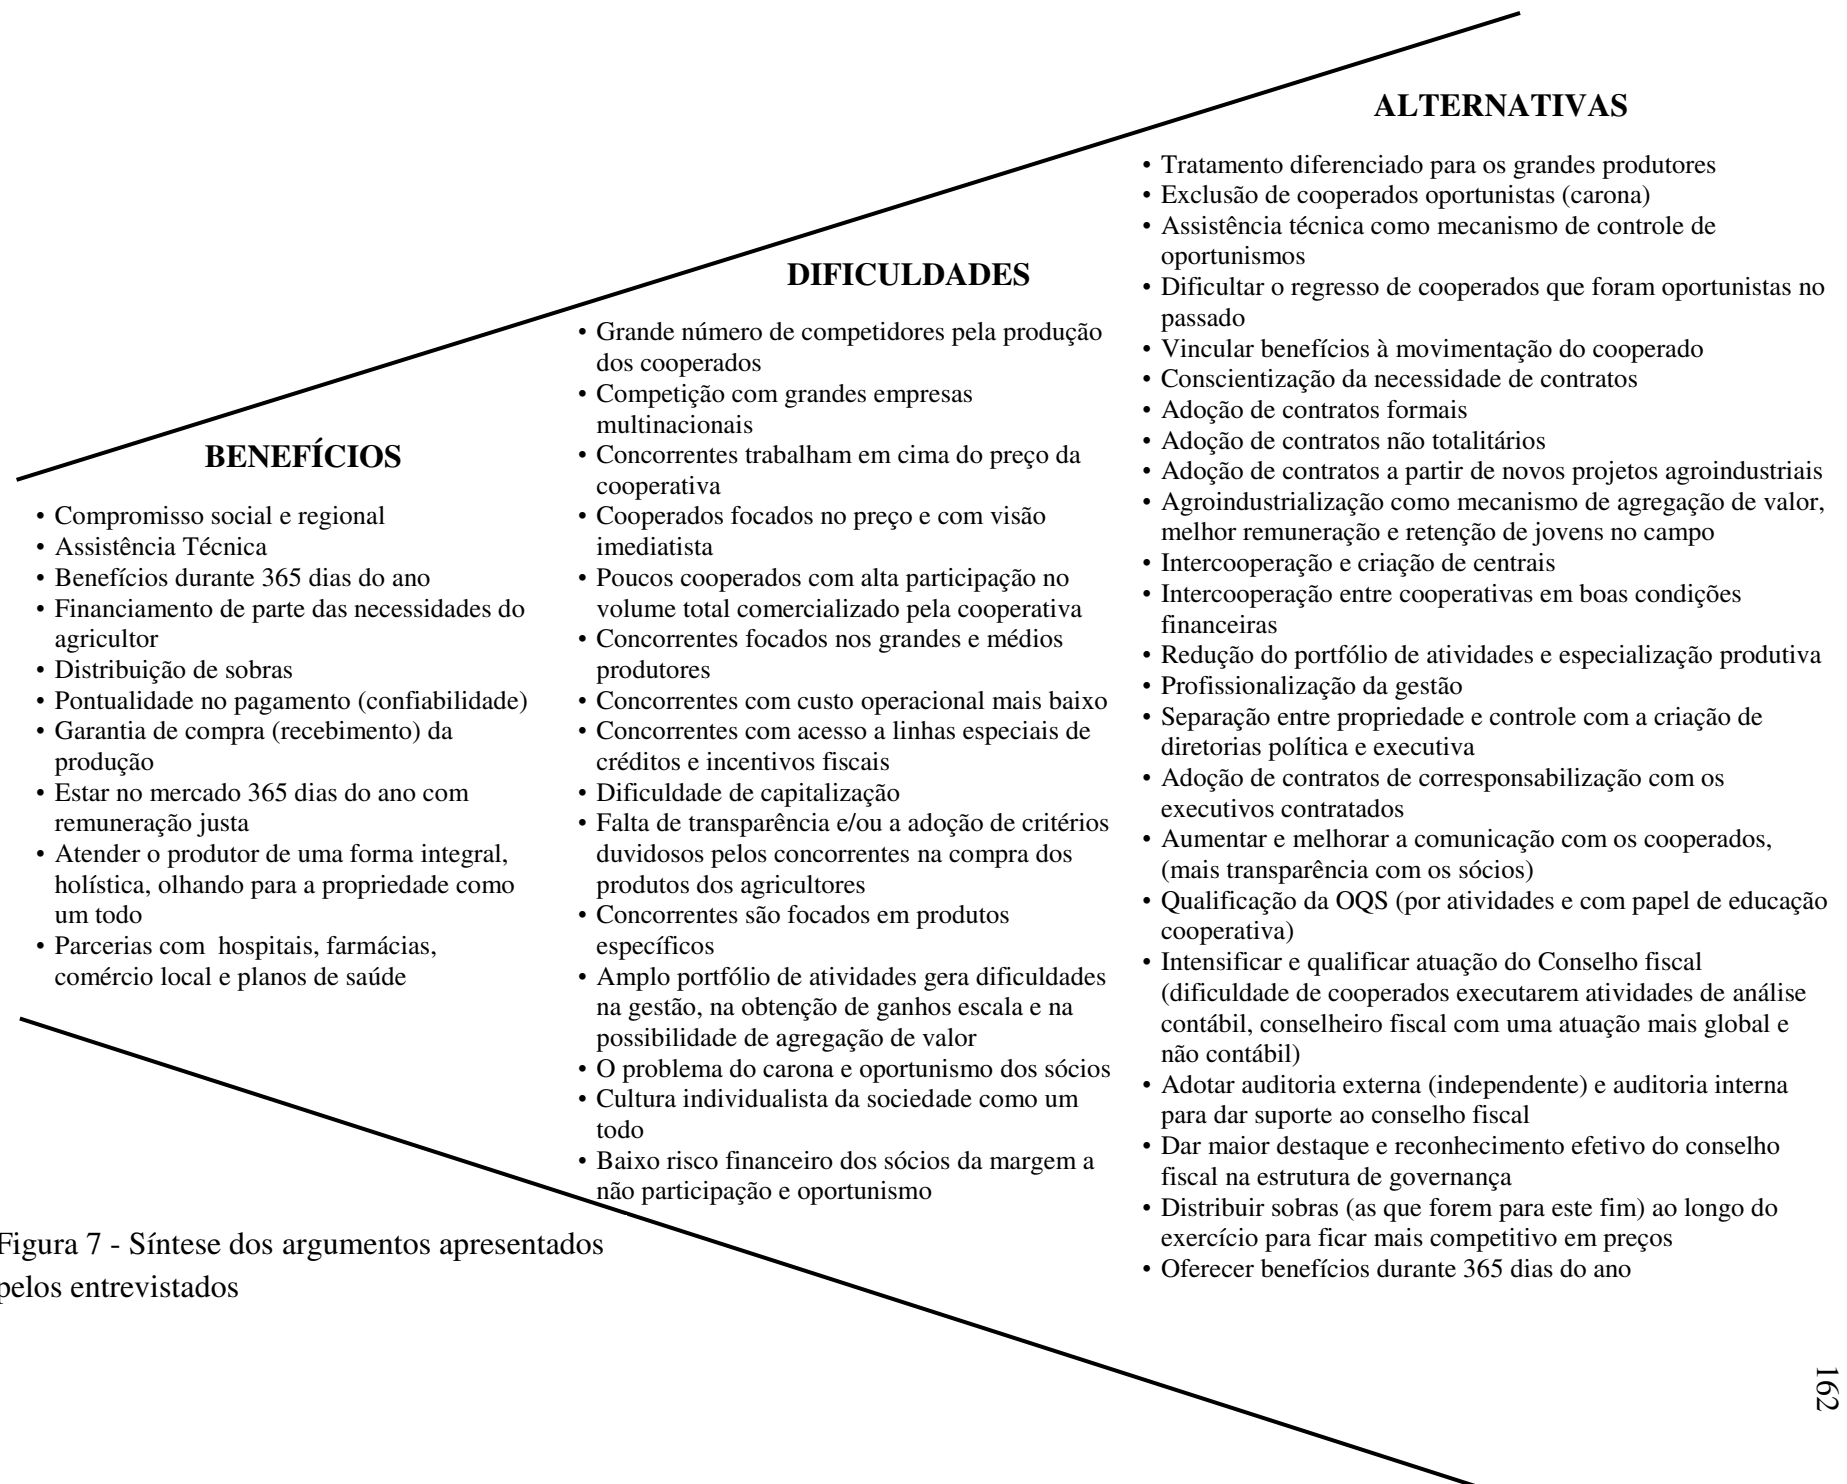 BENEFÍCIOS
• Compromisso social e regional
• Assistência Técnica
• Benefícios durante 365 dias do ano
• Financiamento de parte das necessidades do
agricultor
• Distribuição de sobras
• Pontualidade no pagamento (confiabilidade)
• Garantia de compra (recebimento) da
produção
• Estar no mercado 365 dias do ano com
remuneração justa
• Atender o produtor de uma forma integral,
holística, olhando para a propriedade como
um todo
• Parcerias com hospitais, farmácias,
comércio local e planos de saúde
DIFICULDADES
• Grande número de competidores pela produção
dos cooperados
• Competição com grandes empresas
multinacionais
• Concorrentes trabalham em cima do preço da
cooperativa
• Cooperados focados no preço e com visão
imediatista
• Poucos cooperados com alta participação no
volume total comercializado pela cooperativa
• Concorrentes focados nos grandes e médios
produtores
• Concorrentes com custo operacional mais baixo
• Concorrentes com acesso a linhas especiais de
créditos e incentivos fiscais
• Dificuldade de capitalização
• Falta de transparência e/ou a adoção de critérios
duvidosos pelos concorrentes na compra dos
produtos dos agricultores
• Concorrentes são focados em produtos
específicos
• Amplo portfólio de atividades gera dificuldades
na gestão, na obtenção de ganhos escala e na
possibilidade de agregação de valor
• O problema do carona e oportunismo dos sócios
• Cultura individualista da sociedade como um
todo
• Baixo risco financeiro dos sócios da margem a
não participação e oportunismo
ALTERNATIVAS
• Tratamento diferenciado para os grandes produtores
• Exclusão de cooperados oportunistas (carona)
• Assistência técnica como mecanismo de controle de
oportunismos
• Dificultar o regresso de cooperados que foram oportunistas no
passado
• Vincular benefícios à movimentação do cooperado
• Conscientização da necessidade de contratos
• Adoção de contratos formais
• Adoção de contratos não totalitários
• Adoção de contratos a partir de novos projetos agroindustriais
• Agroindustrialização como mecanismo de agregação de valor,
melhor remuneração e retenção de jovens no campo
• Intercooperação e criação de centrais
• Intercooperação entre cooperativas em boas condições
financeiras
• Redução do portfólio de atividades e especialização produtiva
• Profissionalização da gestão
• Separação entre propriedade e controle com a criação de
diretorias política e executiva
• Adoção de contratos de corresponsabilização com os
executivos contratados
• Aumentar e melhorar a comunicação com os cooperados,
(mais transparência com os sócios)
• Qualificação da OQS (por atividades e com papel de educação
cooperativa)
• Intensificar e qualificar atuação do Conselho fiscal
(dificuldade de cooperados executarem atividades de análise
contábil, conselheiro fiscal com uma atuação mais global e
não contábil)
• Adotar auditoria externa (independente) e auditoria interna
para dar suporte ao conselho fiscal
• Dar maior destaque e reconhecimento efetivo do conselho
fiscal na estrutura de governança
• Distribuir sobras (as que forem para este fim) ao longo do
exercício para ficar mais competitivo em preços
• Oferecer benefícios durante 365 dias do ano
Figura 7 - Síntese dos argumentos apresentados
pelos entrevistados
162